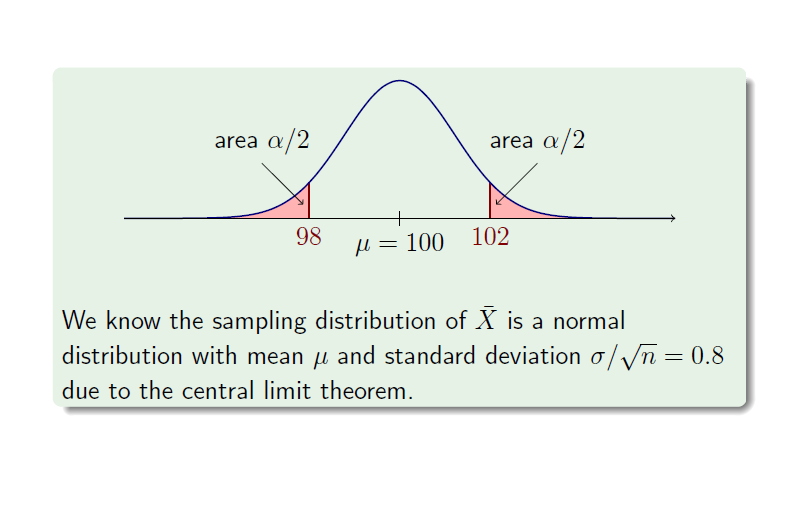 area α/2 area α/2
98 μ = 100 102
We know the sampling distribution of X̄ is a normal
distribution with mean μ and standard deviation σ/√n = 0.8
due to the central limit theorem.